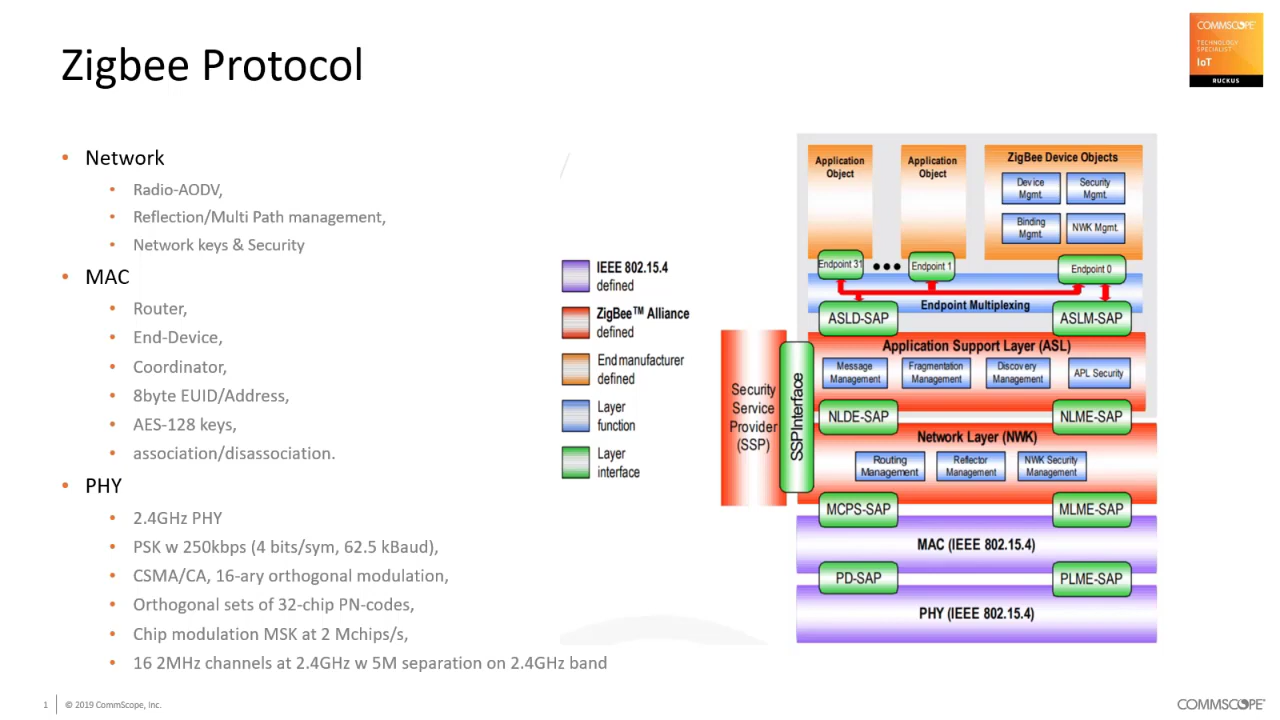 Zigbee Protocol
COMMSCOPE
TECHNOLOGY
SPECIALIST
IoT
RUCKUS
• Network
• Radio-AODV,
• Reflection/Multi Path management,
• Network keys & Security
• MAC
• Router,
• End-Device,
• Coordinator,
• 8byte EUID/Address,
• AES-128 keys,
• association/disassociation.
• PHY
• 2.4GHz PHY
• PSK w 250kbps (4 bits/sym, 62.5 kBaud),
• CSMA/CA, 16-ary orthogonal modulation,
• Orthogonal sets of 32-chip PN-codes,
• Chip modulation MSK at 2 Mchips/s,
• 16 2MHz channels at 2.4GHz w 5M separation on 2.4GHz band
IEEE 802.15.4
defined
ZigBee™ Alliance
defined
End manufacturer
defined
Layer
function
Layer
interface
Application
Object
Application
Object
ZigBee Device Objects
Device
Mgmt.
Security
Mgmt.
Binding
Mgmt.
NWK Mgmt.
Endpoint 31
Endpoint 1
Endpoint 0
Endpoint Multiplexing
ASLD-SAP
ASLM-SAP
Application Support Layer (ASL)
Message
Management
Fragmentation
Management
Discovery
Management
APL Security
Security
Service
Provider
(SSP)
SSPInterface
NLDE-SAP
NLME-SAP
Network Layer (NWK)
Routing
Management
Reflector
Management
NWK Security
Management
MCPS-SAP
MLME-SAP
MAC (IEEE 802.15.4)
PD-SAP
PLME-SAP
PHY (IEEE 802.15.4)
1
© 2019 CommScope, Inc.
COMMSCOPE